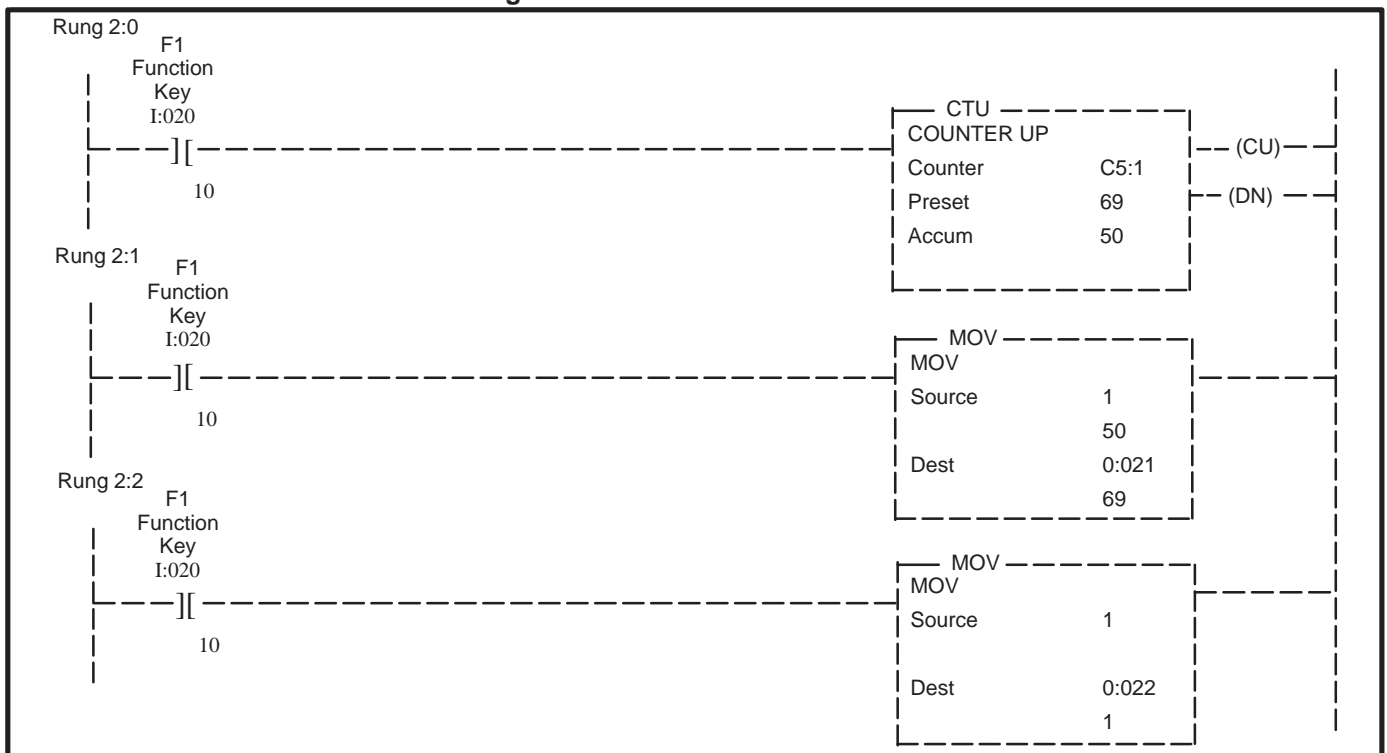 Rung 2:0
F1
Function
Key
I:020
][
10
CTU
COUNTER UP
Counter C5:1
Preset 69
Accum 50
(CU)
(DN)
Rung 2:1
F1
Function
Key
I:020
][
10
MOV
MOV
Source 1
50
Dest 0:021
69
Rung 2:2
F1
Function
Key
I:020
][
10
MOV
MOV
Source 1
Dest 0:022
1